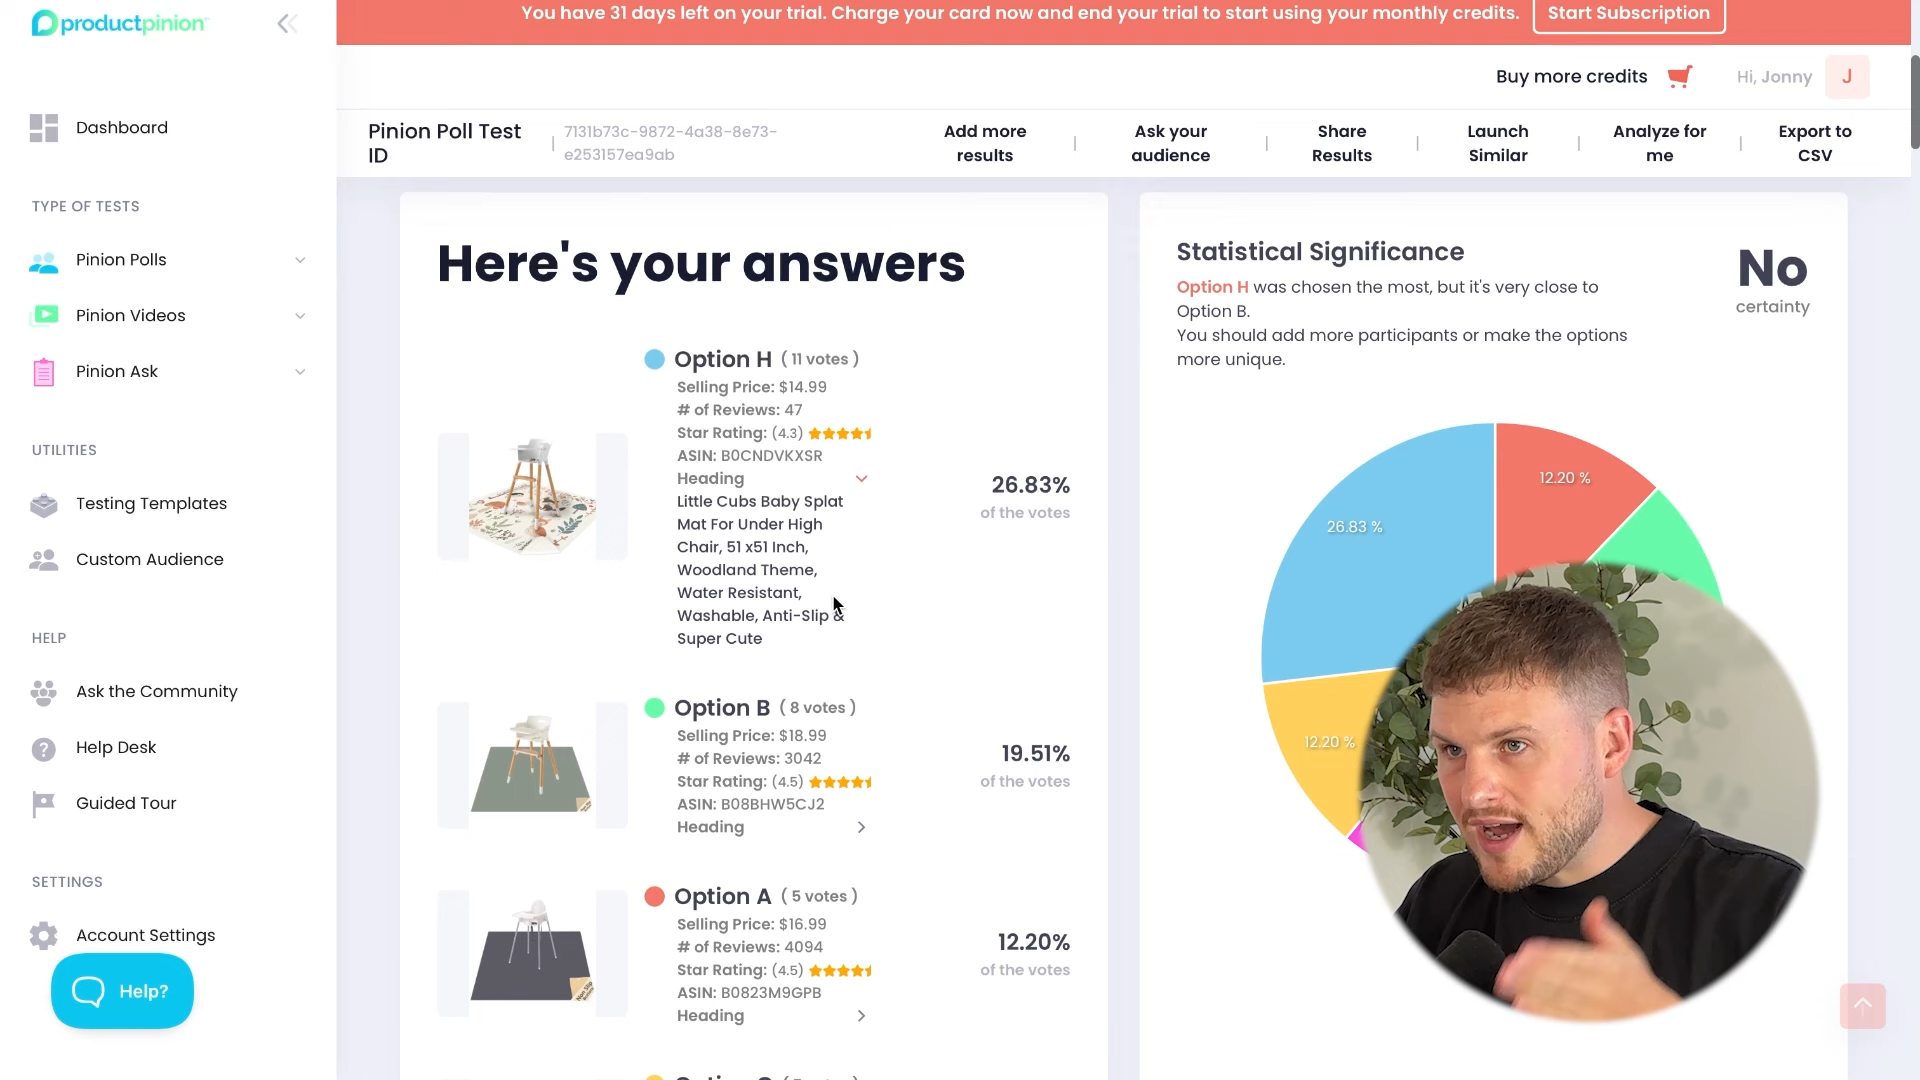 productpinion
You have 31 days left on your trial. Charge your card now and end your trial to start using your monthly credits.
Start Subscription
Buy more credits
Hi, Jonny
J
Dashboard
TYPE OF TESTS
Pinion Polls
Pinion Videos
Pinion Ask
UTILITIES
Testing Templates
Custom Audience
HELP
Ask the Community
Help Desk
Guided Tour
SETTINGS
Account Settings
Help?
Pinion Poll Test
ID
7131b73c-9872-4a38-8e73-
e253157ea9ab
Add more
results
Ask your
audience
Share
Results
Launch
Similar
Analyze for
me
Export to
CSV
Here's your answers
Option H ( 11 votes )
Selling Price: $14.99
# of Reviews: 47
Star Rating: (4.3)
ASIN: B0CNDVKXSR
Heading
Little Cubs Baby Splat
Mat For Under High
Chair, 51 x51 Inch,
Woodland Theme,
Water Resistant,
Washable, Anti-Slip &
Super Cute
26.83%
of the votes
Option B ( 8 votes )
Selling Price: $18.99
# of Reviews: 3042
Star Rating: (4.5)
ASIN: B08BHW5CJ2
Heading
19.51%
of the votes
Option A ( 5 votes )
Selling Price: $16.99
# of Reviews: 4094
Star Rating: (4.5)
ASIN: B0823M9GPB
Heading
12.20%
of the votes
Statistical Significance
Option H was chosen the most, but it's very close to
Option B.
You should add more participants or make the options
more unique.
No
certainty
12.20 %
26.83 %
12.20 %